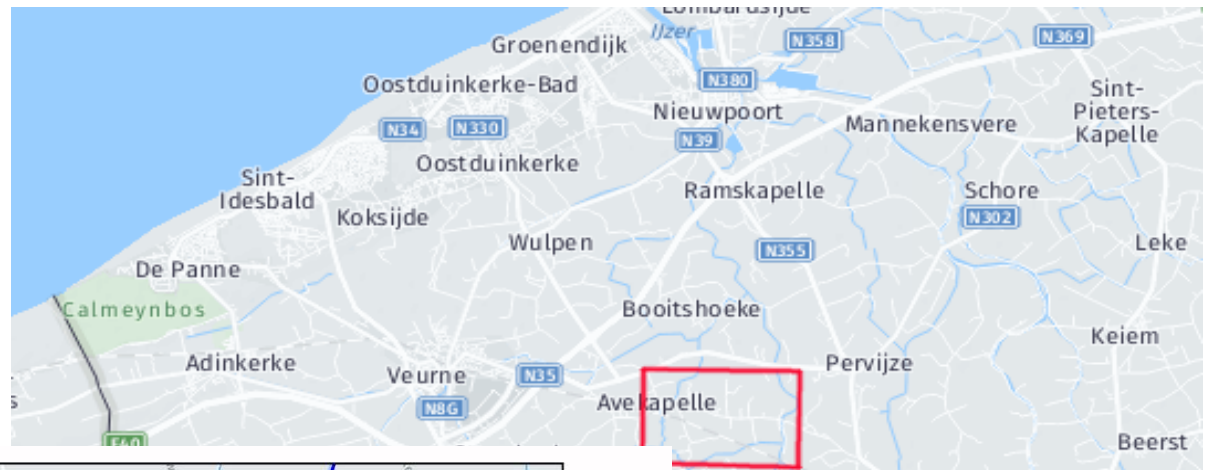 Groenendijk
IJzer
N358
N369
Oostduinkerke-Bad
N380
Sint-
Pieters-
Kapelle
N34
N330
Nieuwpoort
N39
Mannekensvere
Oostduinkerke
Sint-
Idesbald
Koksijde
Ramskapelle
Schore
N302
Wulpen
N355
Leke
De Panne
Calmeynbos
Booitshoeke
Keiem
Adinkerke
Veurne
N35
Pervijze
N8G
Avekapelle
Beerst